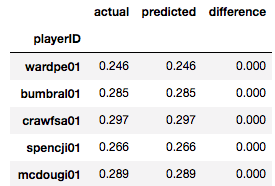 actual predicted difference
playerID
wardpe01 0.246 0.246 0.000
bumbral01 0.285 0.285 0.000
crawfsa01 0.297 0.297 0.000
spencji01 0.266 0.266 0.000
mcdougi01 0.289 0.289 0.000